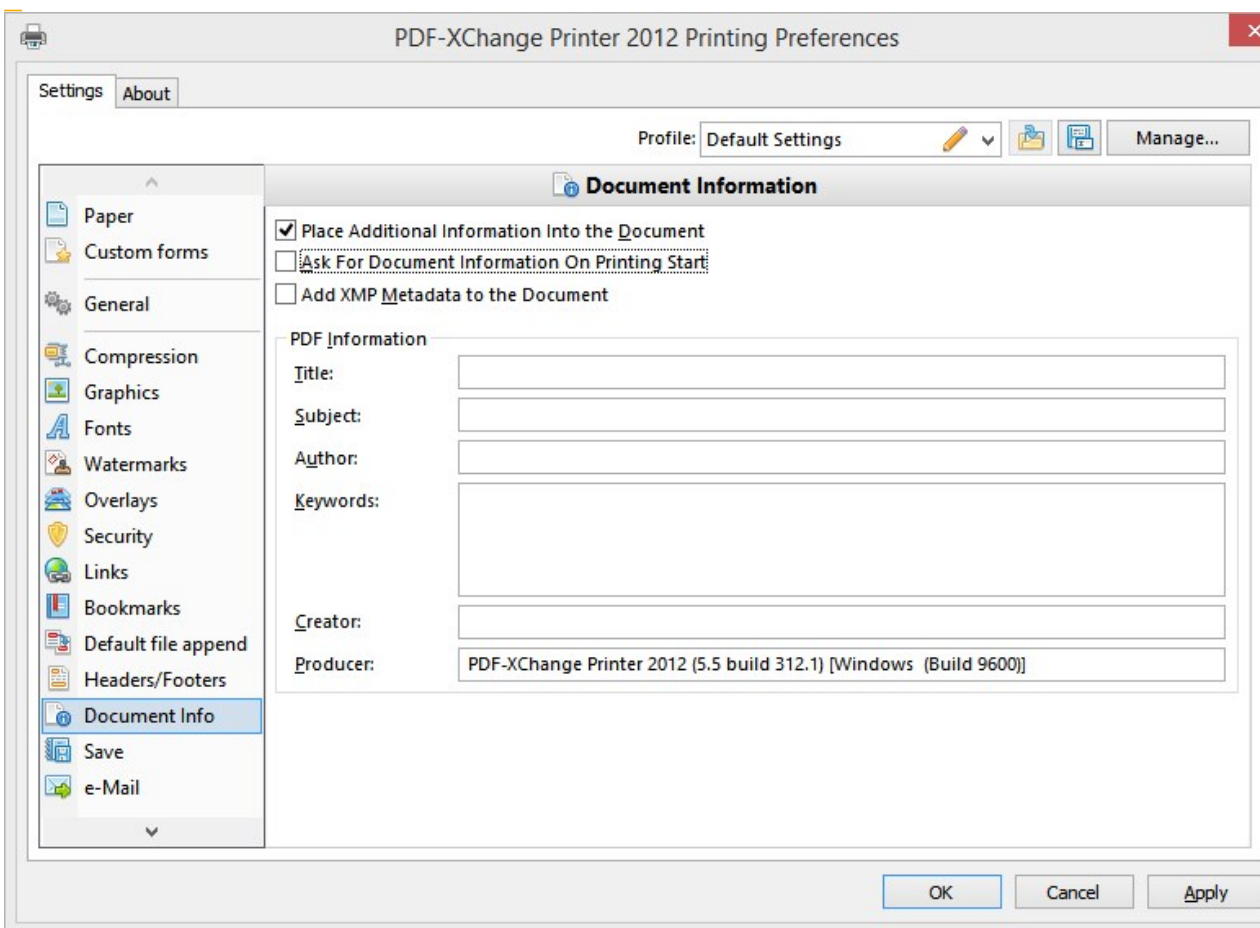 PDF-XChange Printer 2012 Printing Preferences
Settings About
Profile: Default Settings Manage...
Document Information
Paper
Custom forms
General
Compression
Graphics
Fonts
Watermarks
Overlays
Security
Links
Bookmarks
Default file append
Headers/Footers
Document Info
Save
e-Mail
Place Additional Information Into the Document
Ask For Document Information On Printing Start
Add XMP Metadata to the Document
PDF Information
Title:
Subject:
Author:
Keywords:
Creator:
Producer: PDF-XChange Printer 2012 (5.5 build 312.1) [Windows (Build 9600)]
OK Cancel Apply